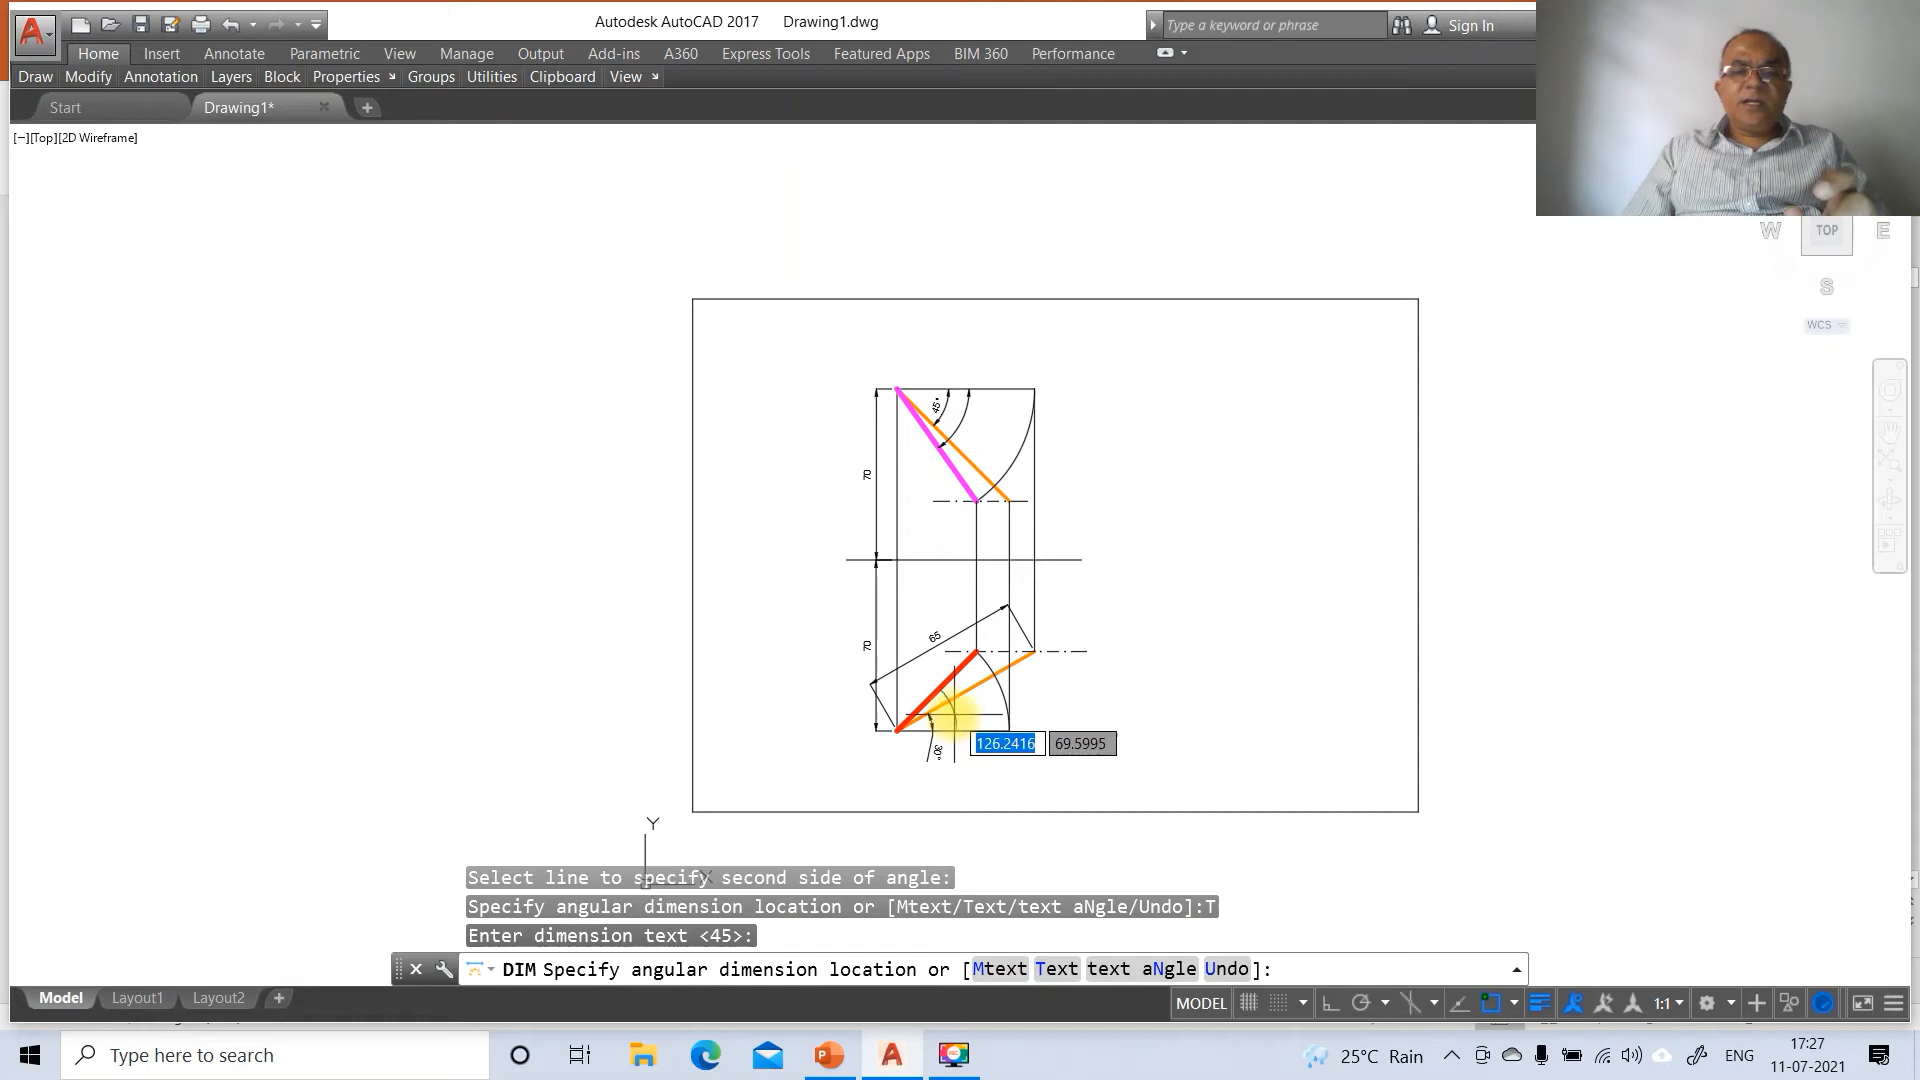 Autodesk AutoCAD 2017 Drawing1.dwg
Type a keyword or phrase
Sign In
Home Insert Annotate Parametric View Manage Output Add-ins A360 Express Tools Featured Apps BIM 360 Performance
Draw Modify Annotation Layers Block Properties Groups Utilities Clipboard View
Start Drawing1*
[−][Top][2D Wireframe]
W TOP E
S
WCS
45°
70
65
70
30°
126.2416 69.5995
Y
X
Select line to specify second side of angle:
Specify angular dimension location or [Mtext/Text/text aNgle/Undo]:T
Enter dimension text <45>:
DIM Specify angular dimension location or [Mtext Text text aNgle Undo]:
Model Layout1 Layout2
MODEL 1:1
Type here to search
25°C Rain
ENG
17:27
11-07-2021